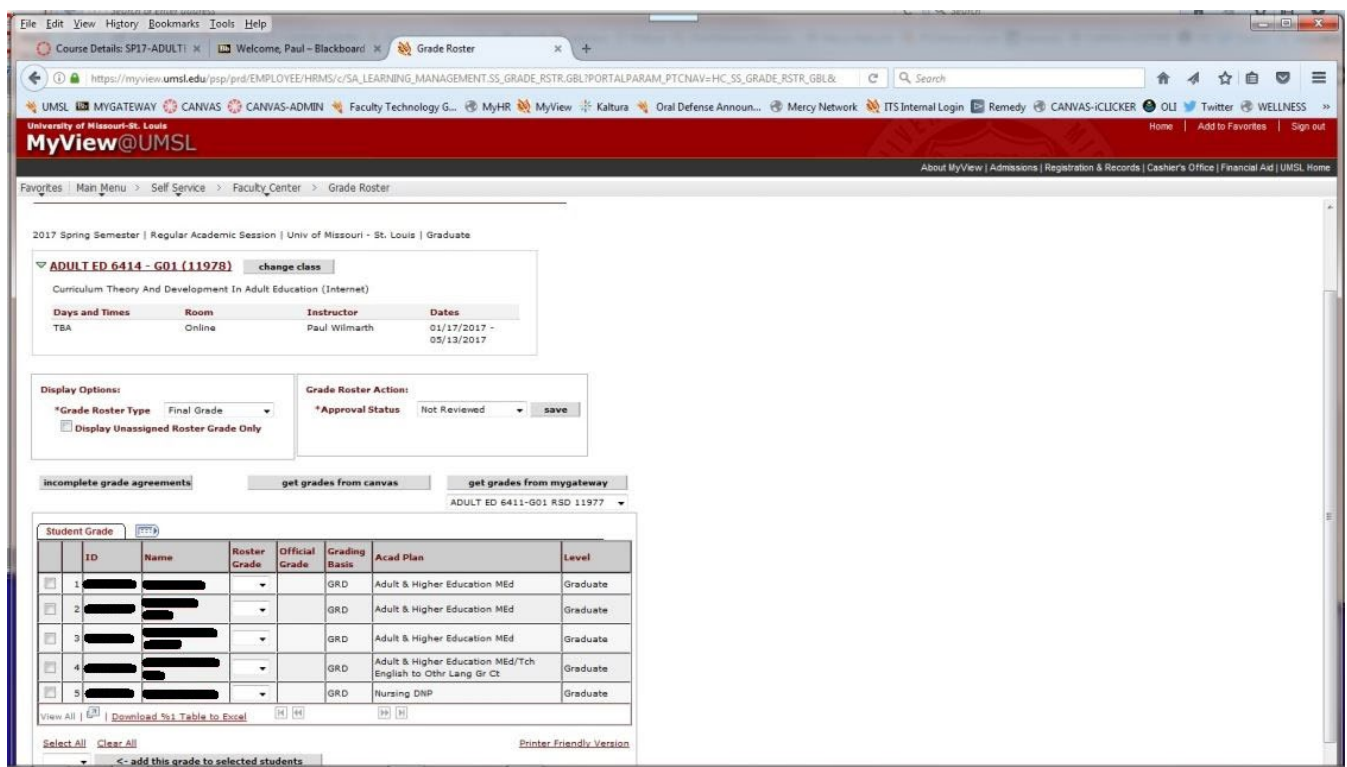 File Edit View History Bookmarks Tools Help
Course Details: SP17-ADULT × Welcome, Paul – Blackboard × Grade Roster × +
https://myview.umsl.edu/psp/prd/EMPLOYEE/HRMS/c/SA_LEARNING_MANAGEMENT.SS_GRADE_RSTR.GBL?PORTALPARAM_PTCNAV=HC_SS_GRADE_RSTR_GBL& Search
UMSL MYGATEWAY CANVAS CANVAS-ADMIN Faculty Technology G... MyHR MyView Kaltura Oral Defense Announ... Mercy Network ITS Internal Login Remedy CANVAS-iCLICKER OLI Twitter WELLNESS »
University of Missouri-St. Louis
MyView@UMSL
Home | Add to Favorites | Sign out
About MyView | Admissions | Registration & Records | Cashier's Office | Financial Aid | UMSL Home
Favorites | Main Menu > Self Service > Faculty Center > Grade Roster
2017 Spring Semester | Regular Academic Session | Univ of Missouri - St. Louis | Graduate
ADULT ED 6414 - G01 (11978) change class
Curriculum Theory And Development In Adult Education (Internet)
Days and Times Room Instructor Dates
TBA Online Paul Wilmarth 01/17/2017 -
05/13/2017
Display Options: Grade Roster Action:
*Grade Roster Type Final Grade *Approval Status Not Reviewed save
Display Unassigned Roster Grade Only
incomplete grade agreements get grades from canvas get grades from mygateway
ADULT ED 6411-G01 RSD 11977
Student Grade
ID Name Roster Grade Official Grade Grading Basis Acad Plan Level
1 GRD Adult & Higher Education MEd Graduate
2 GRD Adult & Higher Education MEd Graduate
3 GRD Adult & Higher Education MEd Graduate
4 GRD Adult & Higher Education MEd/Tch English to Othr Lang Gr Ct Graduate
5 GRD Nursing DNP Graduate
View All | | Download %1 Table to Excel
Select All Clear All Printer Friendly Version
<- add this grade to selected students